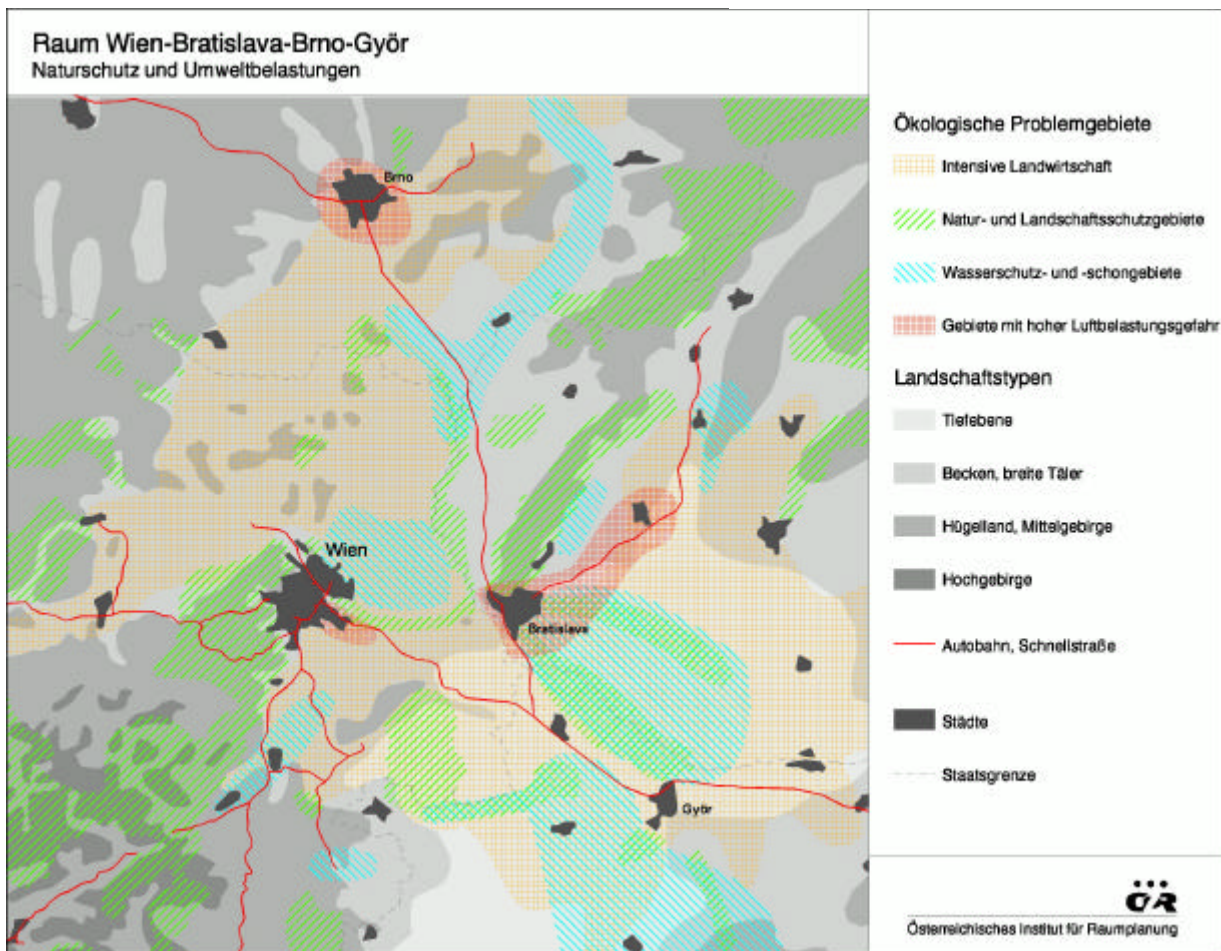 Raum Wien-Bratislava-Brno-Györ
Naturschutz und Umweltbelastungen
Brno
Wien
Bratislava
Györ
Ökologische Problemgebiete
Intensive Landwirtschaft
Natur- und Landschaftsschutzgebiete
Wasserschutz- und -schongebiete
Gebiete mit hoher Luftbelastungsgefahr
Landschaftstypen
Tiefebene
Becken, breite Täler
Hügelland, Mittelgebirge
Hochgebirge
Autobahn, Schnellstraße
Städte
Staatsgrenze
ÖIR
Österreichisches Institut für Raumplanung